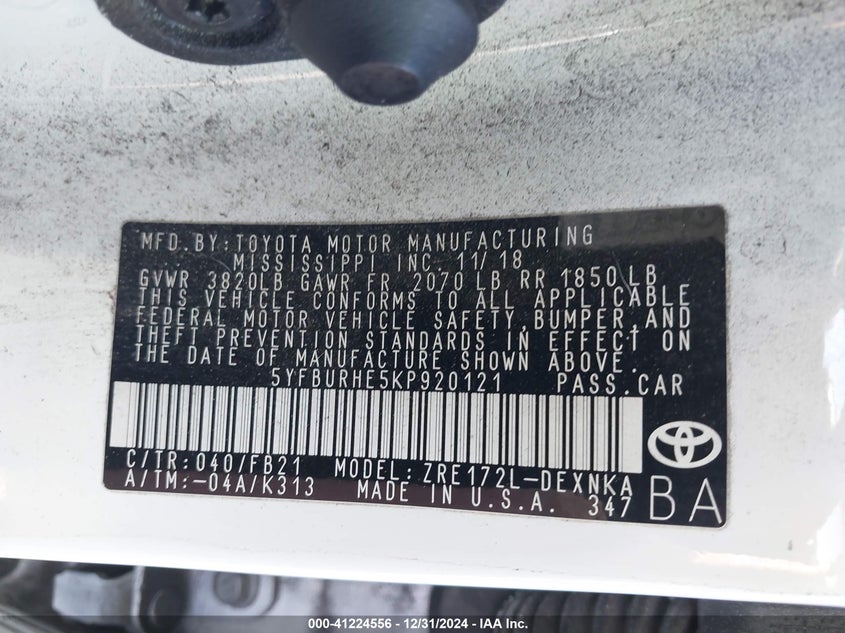 MFD. BY: TOYOTA MOTOR MANUFACTURING
MISSISSIPPI INC. 11/18
GVWR 3820LB GAWR FR 2070 LB RR 1850 LB
THIS VEHICLE CONFORMS TO ALL APPLICABLE
FEDERAL MOTOR VEHICLE SAFETY, BUMPER, AND
THEFT PREVENTION STANDARDS IN EFFECT ON
THE DATE OF MANUFACTURE SHOWN ABOVE.
5YFBURHE5KP920121 PASS. CAR
C/TR: 040/FB21 MODEL: ZRE172L-DEXNKA
A/TM: -04A/K313 MADE IN U.S.A. 347
BA
000-41224556 - 12/31/2024 - IAA Inc.